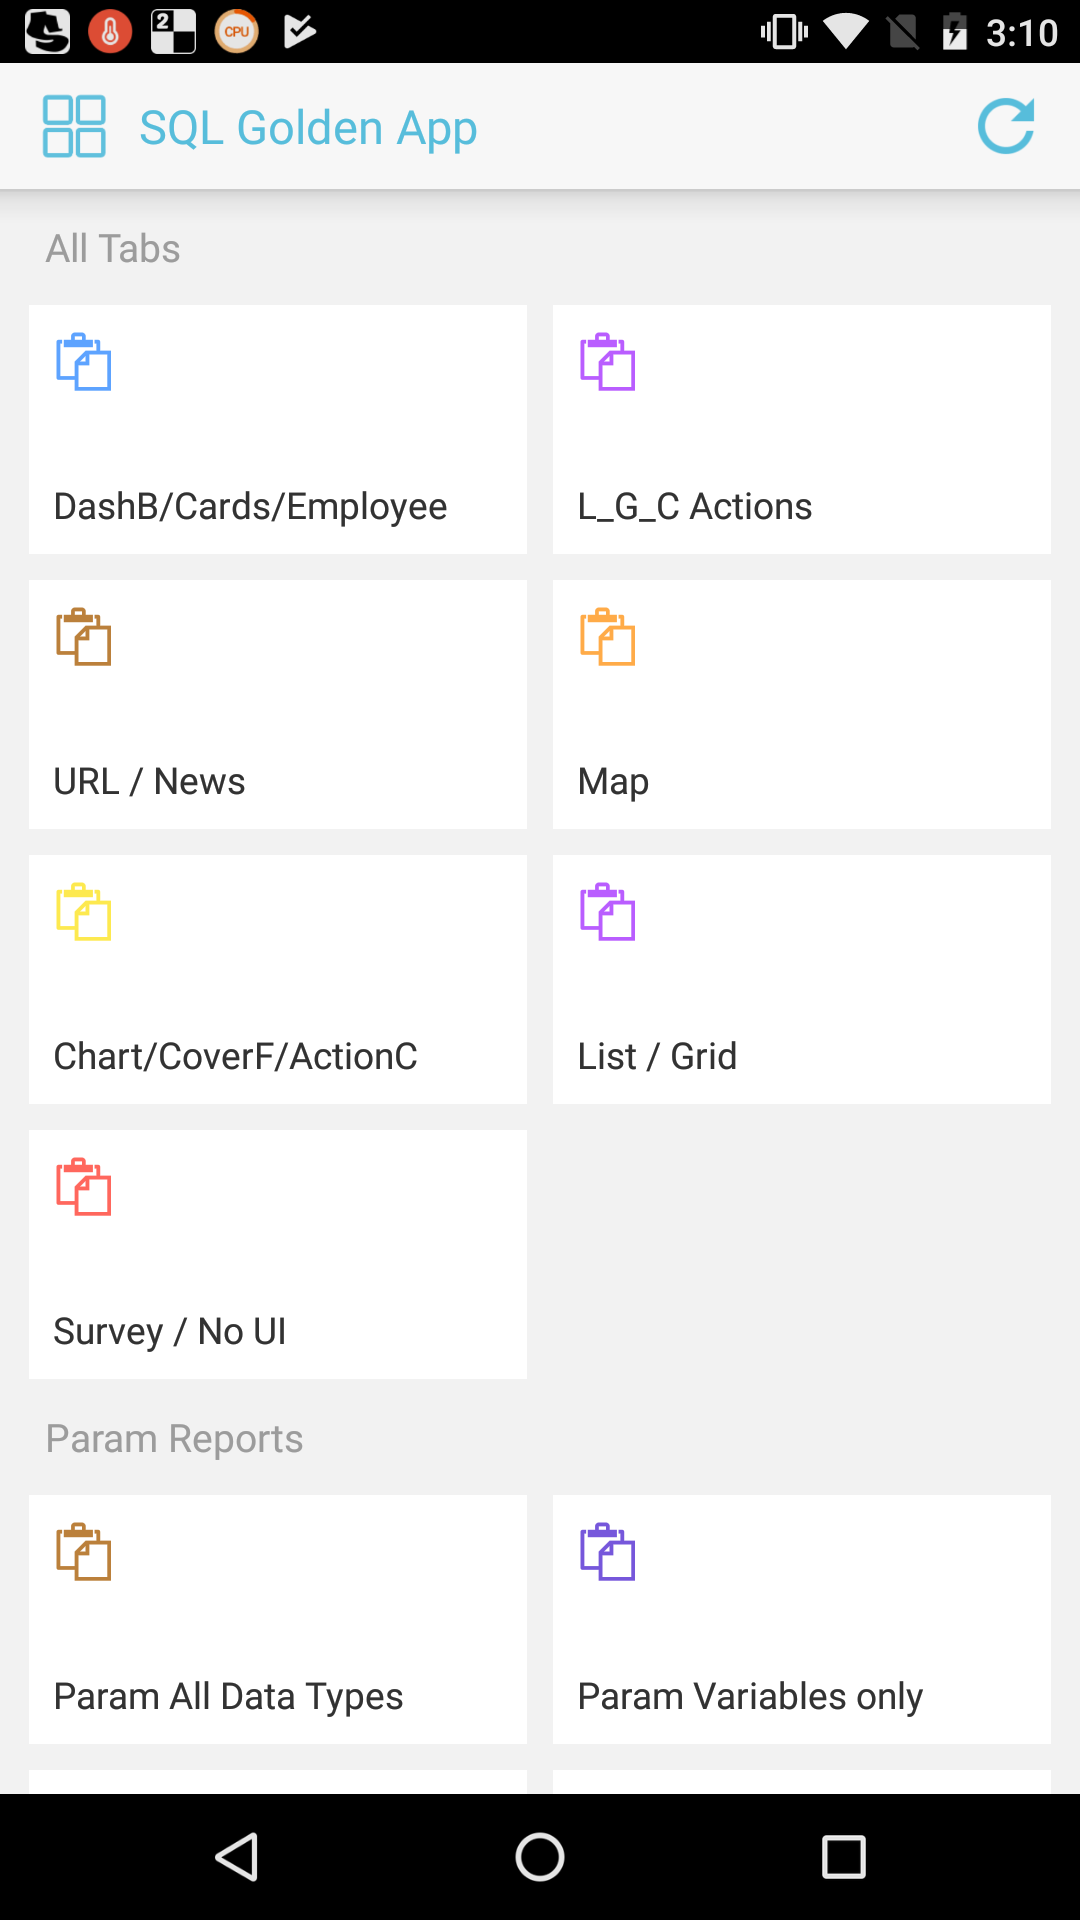 2
CPU
3:10
SQL Golden App
All Tabs
DashB/Cards/Employee
L_G_C Actions
URL / News
Map
Chart/CoverF/ActionC
List / Grid
Survey / No UI
Param Reports
Param All Data Types
Param Variables only